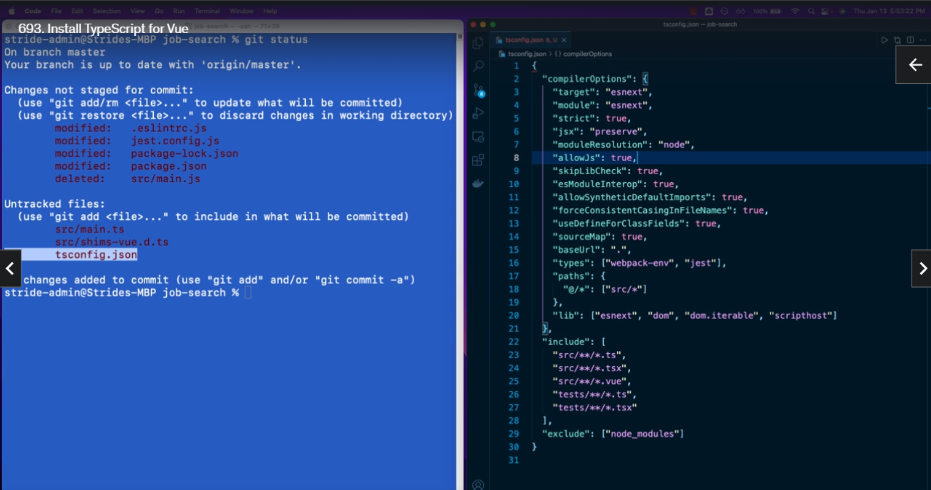 Code File Edit Selection View Go Run Terminal Window Help
100%
Thu Jan 13 5:53:22 PM
693. Install TypeScript for Vue
tsconfig.json — job-search
stride-admin@Strides-MBP job-search % git status
On branch master
Your branch is up to date with 'origin/master'.
Changes not staged for commit:
(use "git add/rm <file>..." to update what will be committed)
(use "git restore <file>..." to discard changes in working directory)
modified: .eslintrc.js
modified: jest.config.js
modified: package-lock.json
modified: package.json
deleted: src/main.js
Untracked files:
(use "git add <file>..." to include in what will be committed)
src/main.ts
src/shims-vue.d.ts
tsconfig.json
changes added to commit (use "git add" and/or "git commit -a")
stride-admin@Strides-MBP job-search %
tsconfig.json 6, U
tsconfig.json > {} compilerOptions
1 {
2 "compilerOptions": {
3 "target": "esnext",
4 "module": "esnext",
5 "strict": true,
6 "jsx": "preserve",
7 "moduleResolution": "node",
8 "allowJs": true,
9 "skipLibCheck": true,
10 "esModuleInterop": true,
11 "allowSyntheticDefaultImports": true,
12 "forceConsistentCasingInFileNames": true,
13 "useDefineForClassFields": true,
14 "sourceMap": true,
15 "baseUrl": ".",
16 "types": ["webpack-env", "jest"],
17 "paths": {
18 "@/*": ["src/*"]
19 },
20 "lib": ["esnext", "dom", "dom.iterable", "scripthost"]
21 },
22 "include": [
23 "src/**/*.ts",
24 "src/**/*.tsx",
25 "src/**/*.vue",
26 "tests/**/*.ts",
27 "tests/**/*.tsx"
28 ],
29 "exclude": ["node_modules"]
30 }
31